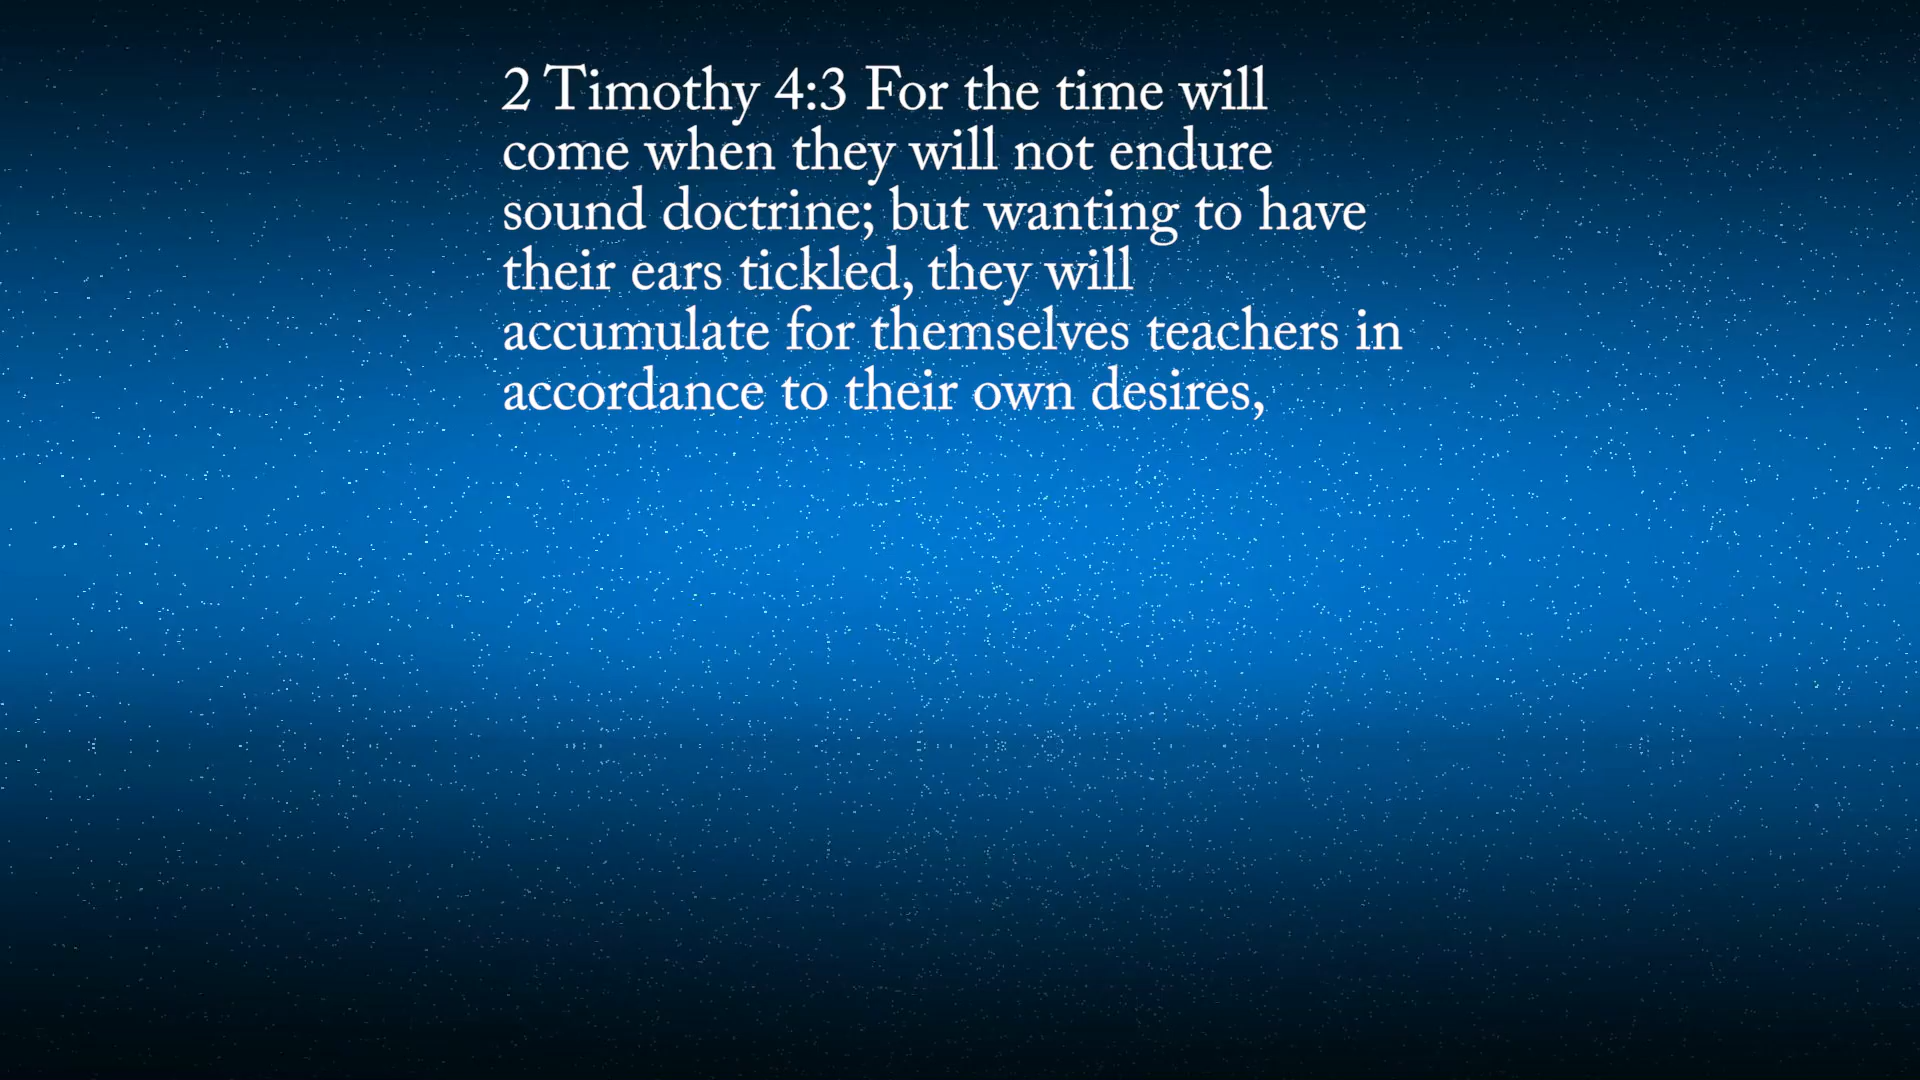 2 Timothy 4:3 For the time will
come when they will not endure
sound doctrine; but wanting to have
their ears tickled, they will
accumulate for themselves teachers in
accordance to their own desires,